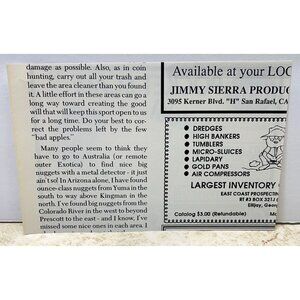 damage as possible. Also, as in coin
hunting, carry out all your trash and
leave the area cleaner than you found
it. A little effort in these areas can go a
long way toward creating the good
will that will keep this sport open to us
for a long time. Do your best to cor-
rect the problems left by the few
"bad apples."
Many people seem to think they
have to go to Australia (or remote
outer Exotica) to find nice big
nuggets with a metal detector - it just
ain't so! In Arizona alone, I have found
ounce-class nuggets from Yuma in the
south to way above Kingman in the
north. I've found big nuggets from the
Colorado River in the west to beyond
Prescott to the east - and I know, I've
missed some nice ones in each area. I
Available at your LOC
JIMMY SIERRA PRODUC
3095 Kerner Blvd. "H" San Rafael, CA
• DREDGES
• HIGH BANKERS
• TUMBLERS
• MICRO-SLUICES
• LAPIDARY
• GOLD PANS
• AIR COMPRESSORS
LARGEST INVENTORY
EAST COAST PROSPECTIN
RT #3 BOX 321J
Ellijay, Geor
Catalog $3.00 (Refundable)